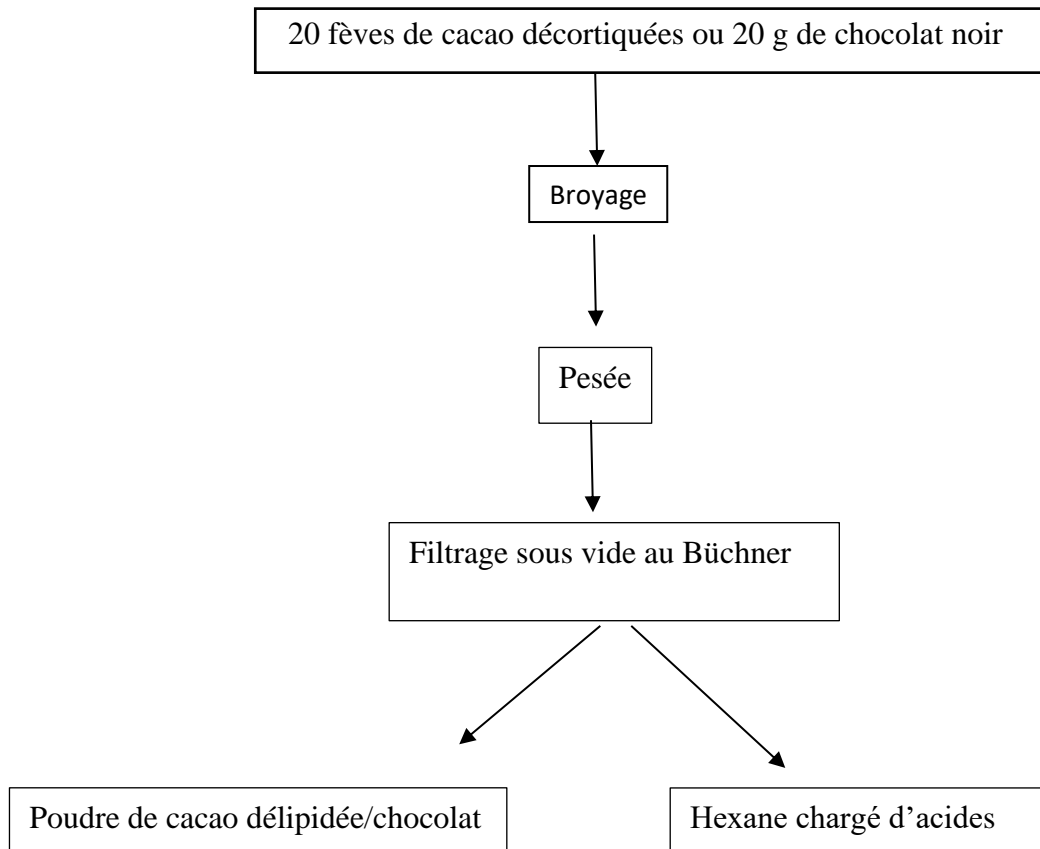 20 fèves de cacao décortiquées ou 20 g de chocolat noir
Broyage
Pesée
Filtrage sous vide au Büchner
Poudre de cacao délipidée/chocolat
Hexane chargé d’acides